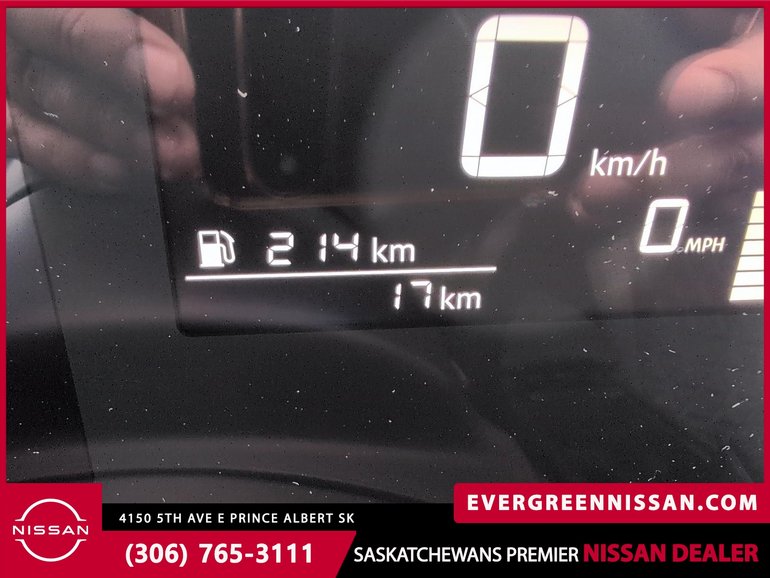 0 km/h
0 MPH
214 km
17 km
NISSAN
4150 5TH AVE E PRINCE ALBERT SK
(306) 765-3111
EVERGREENNISSAN.COM
SASKATCHEWANS PREMIER NISSAN DEALER